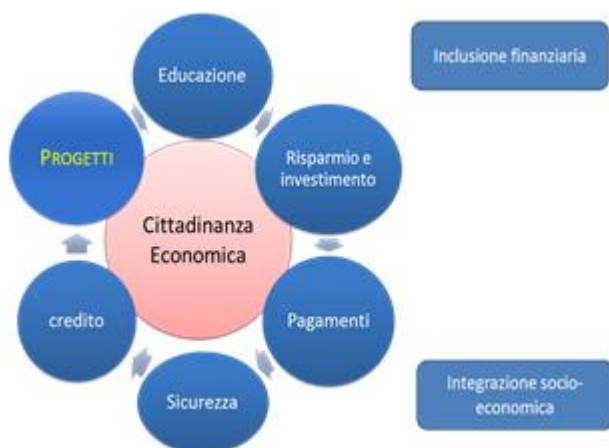 Educazione
Inclusione finanziaria
PROGETTI
Risparmio e
investimento
Cittadinanza
Economica
credito
Pagamenti
Sicurezza
Integrazione socio-
economica